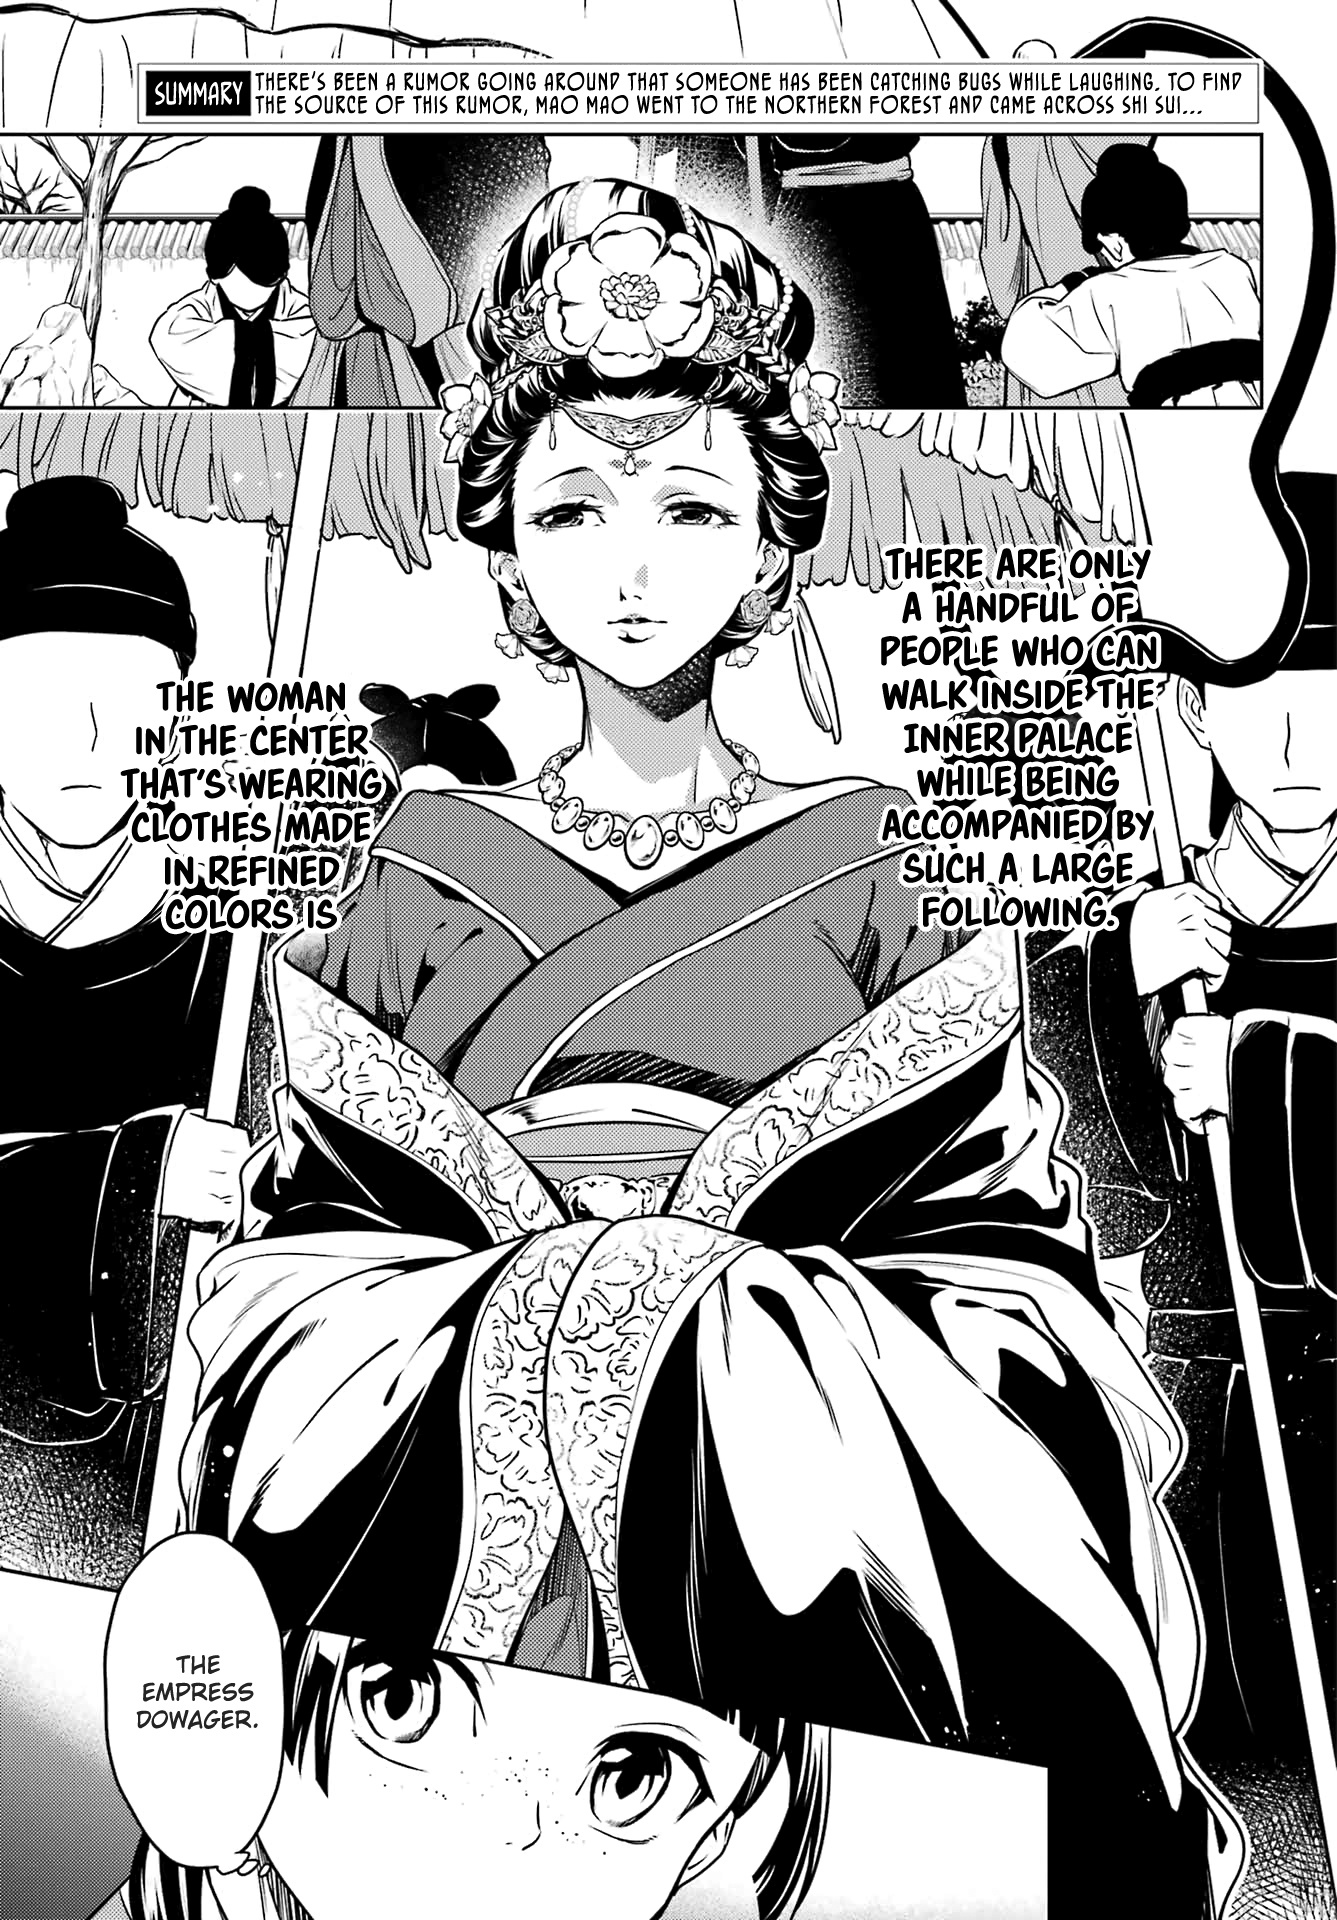 SUMMARY
THERE'S BEEN A RUMOR GOING AROUND THAT SOMEONE HAS BEEN CATCHING BUGS WHILE LAUGHING. TO FIND
THE SOURCE OF THIS RUMOR, MAO MAO WENT TO THE NORTHERN FOREST AND CAME ACROSS SHI SUI...
THERE ARE ONLY
A HANDFUL OF
PEOPLE WHO CAN
WALK INSIDE THE
INNER PALACE
WHILE BEING
ACCOMPANIED BY
SUCH A LARGE
FOLLOWING.
THE WOMAN
IN THE CENTER
THAT'S WEARING
CLOTHES MADE
IN REFINED
COLORS IS
THE
EMPRESS
DOWAGER.